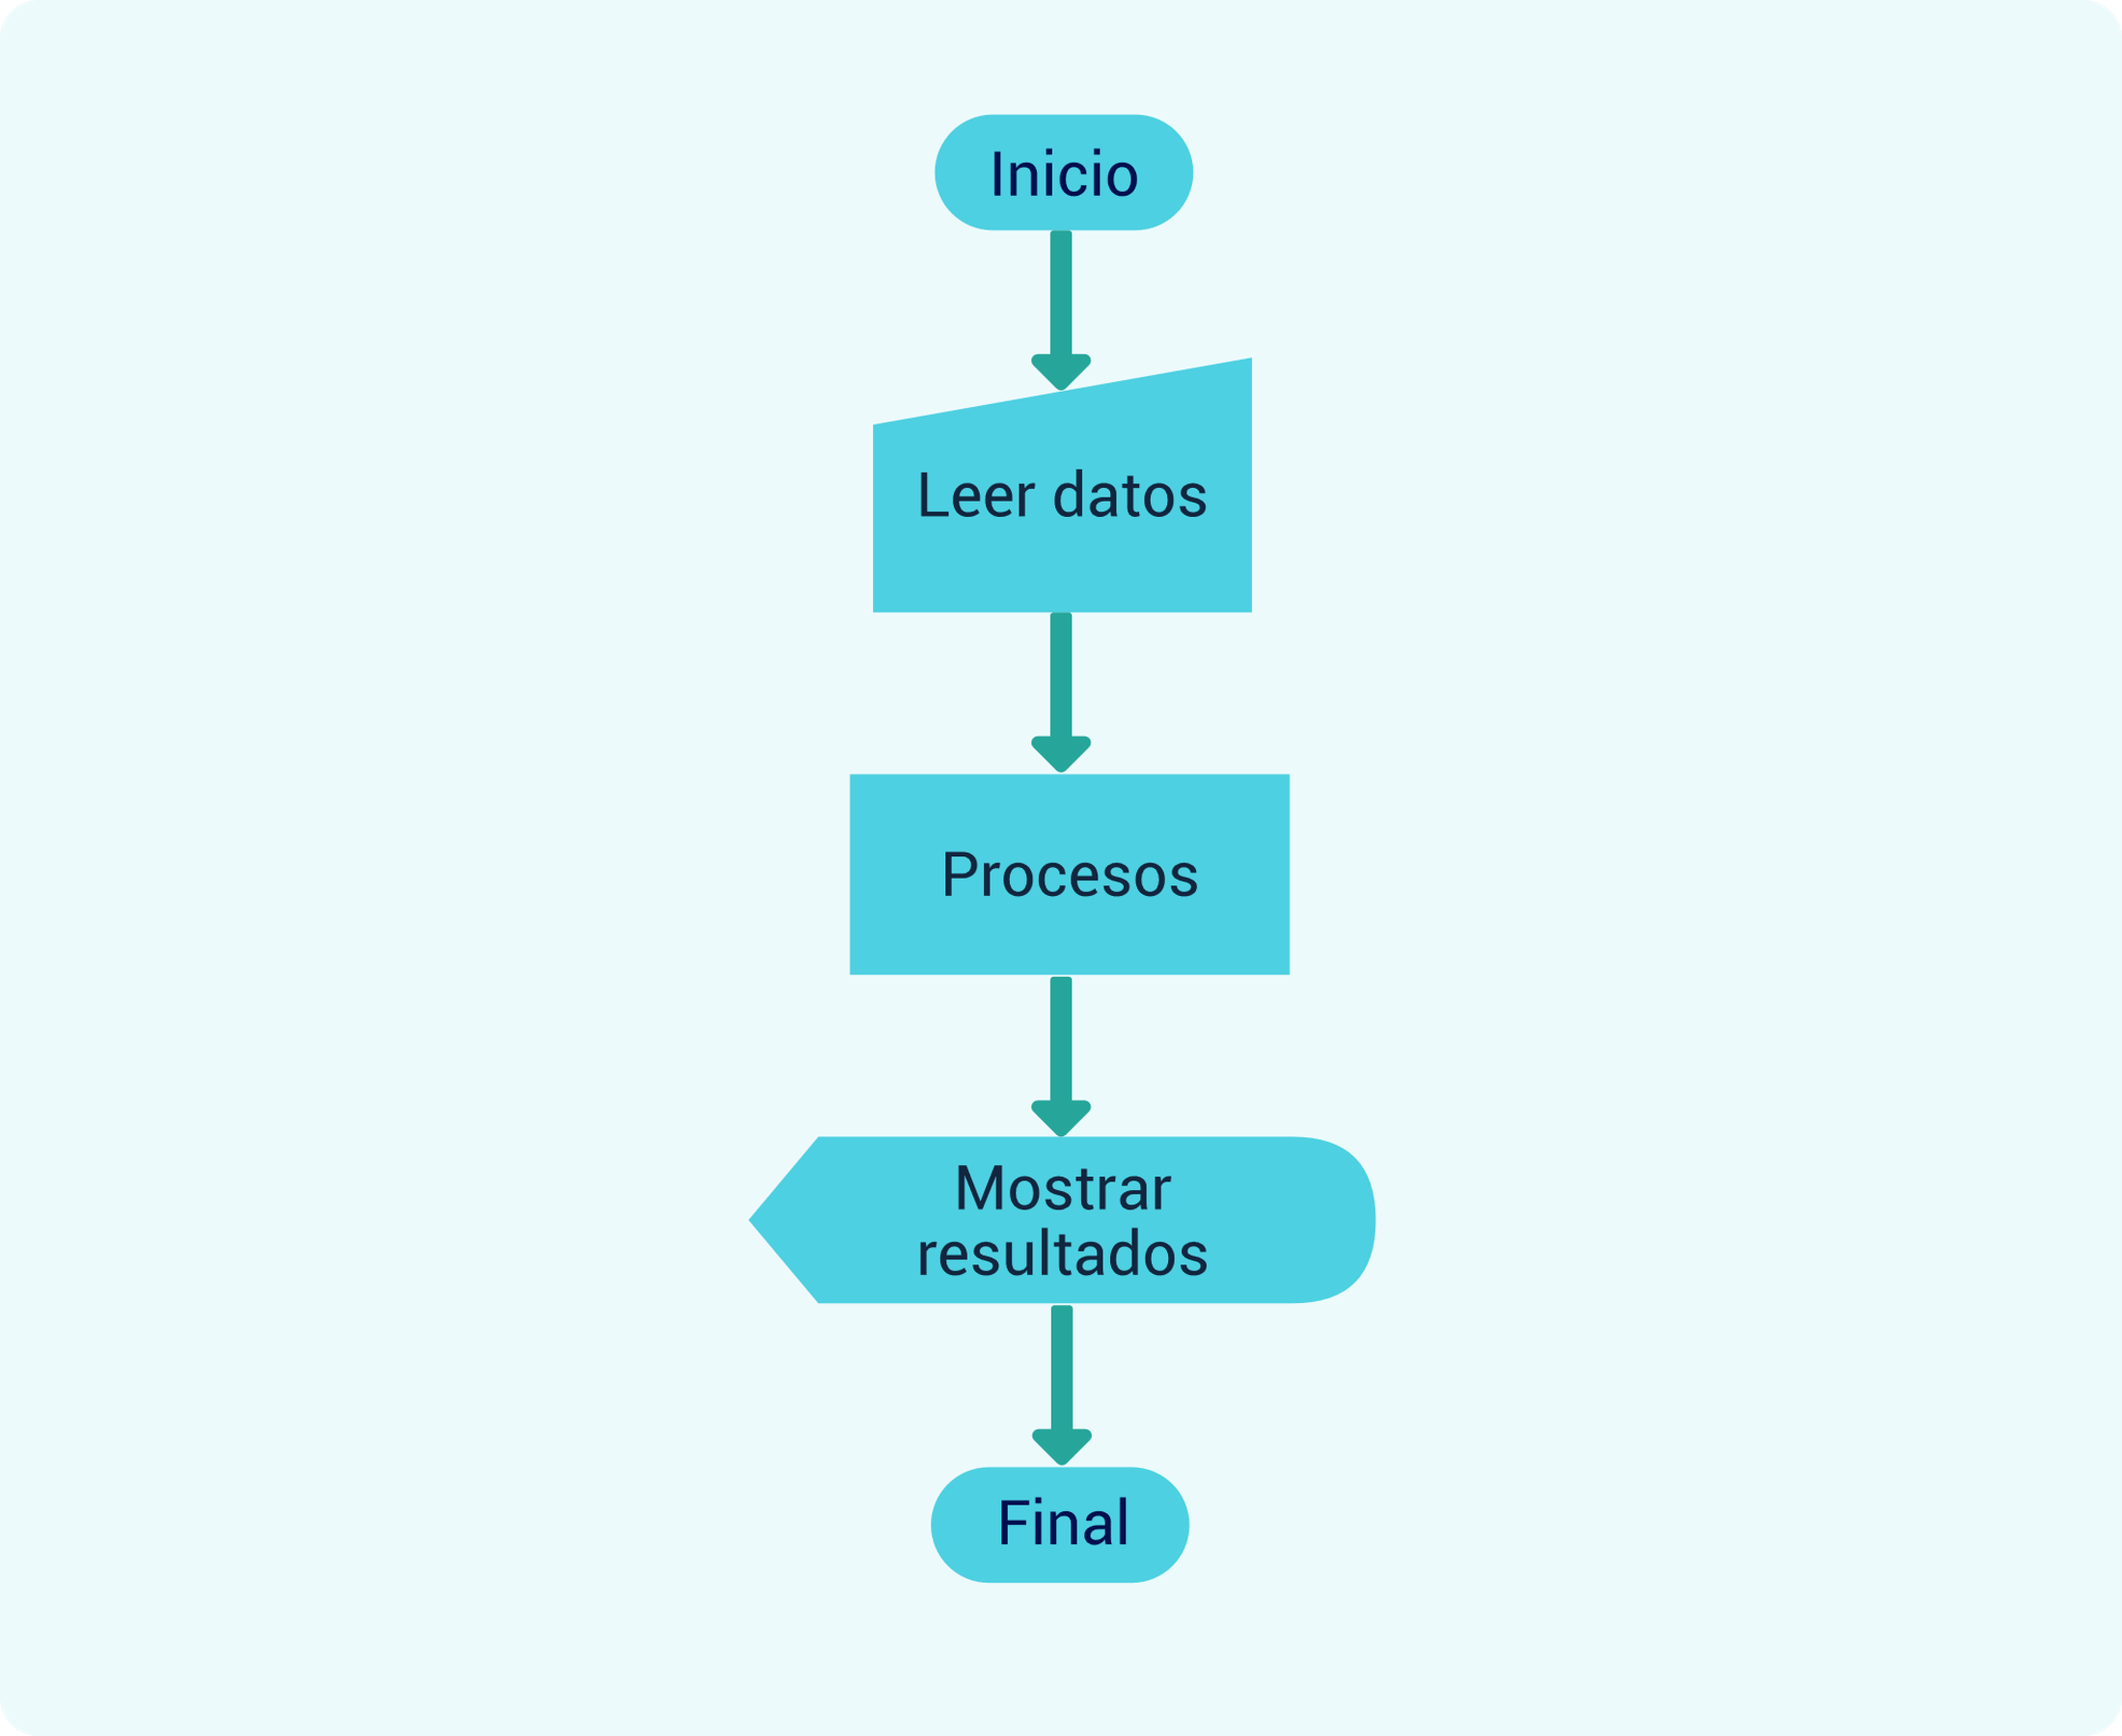 Inicio
Leer datos
Procesos
Mostrar
resultados
Final